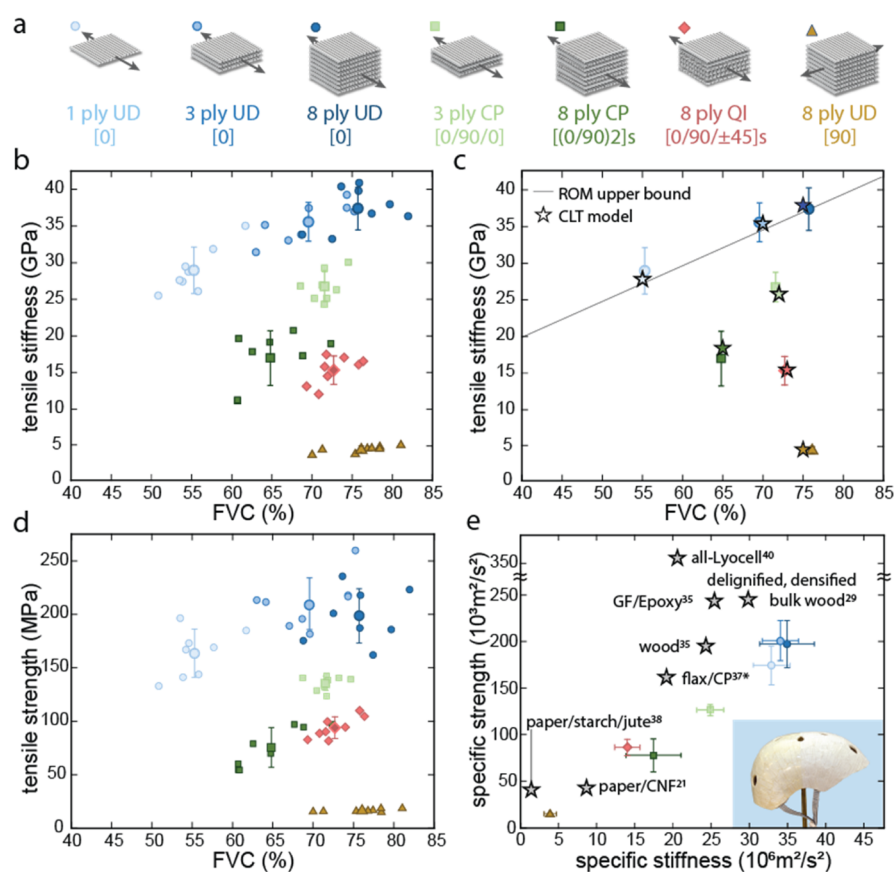 a
1 ply UD 3 ply UD 8 ply UD 3 ply CP 8 ply CP 8 ply QI 8 ply UD
[0] [0] [0] [0/90/0] [(0/90)2]s [0/90/±45]s [90]
b
tensile stiffness (GPa)
40
35
30
25
20
15
10
5
0
40 45 50 55 60 65 70 75 80 85
FVC (%)
c
ROM upper bound
CLT model
tensile stiffness (GPa)
40
35
30
25
20
15
10
5
0
40 45 50 55 60 65 70 75 80 85
FVC (%)
d
tensile strength (MPa)
250
200
150
100
50
0
40 45 50 55 60 65 70 75 80 85
FVC (%)
e
specific strength (10³m²/s²)
350
300
250
200
150
100
50
0
all-Lyocell⁴⁰
delignified, densified
GF/Epoxy³⁵ bulk wood²⁹
wood³⁵
flax/CP³⁷*
paper/starch/jute³⁸
paper/CNF²¹
0 5 10 15 20 25 30 35 40 45
specific stiffness (10⁶m²/s²)